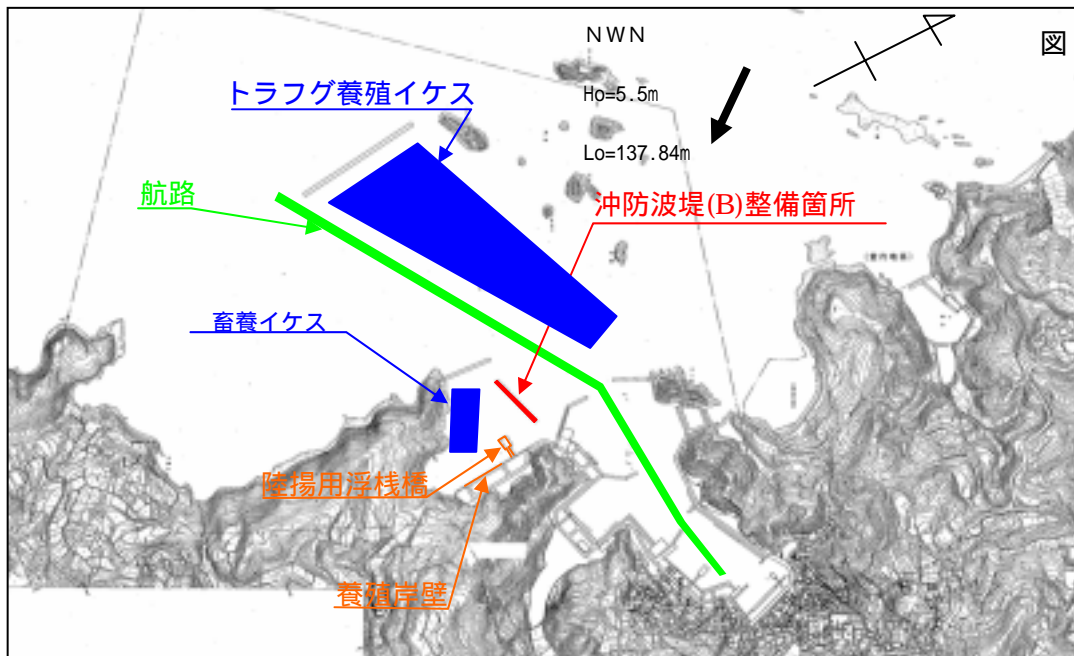 図
NWN
Ho=5.5m
Lo=137.84m
トラフグ養殖イケス
航路
沖防波堤(B)整備箇所
畜養イケス
陸揚用浮桟橋
養殖岸壁